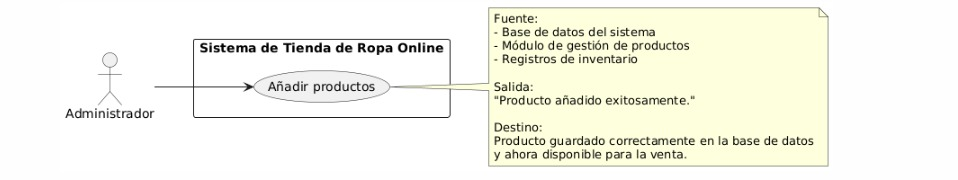 Administrador
Sistema de Tienda de Ropa Online
Añadir productos
Fuente:
- Base de datos del sistema
- Módulo de gestión de productos
- Registros de inventario
Salida:
"Producto añadido exitosamente."
Destino:
Producto guardado correctamente en la base de datos
y ahora disponible para la venta.